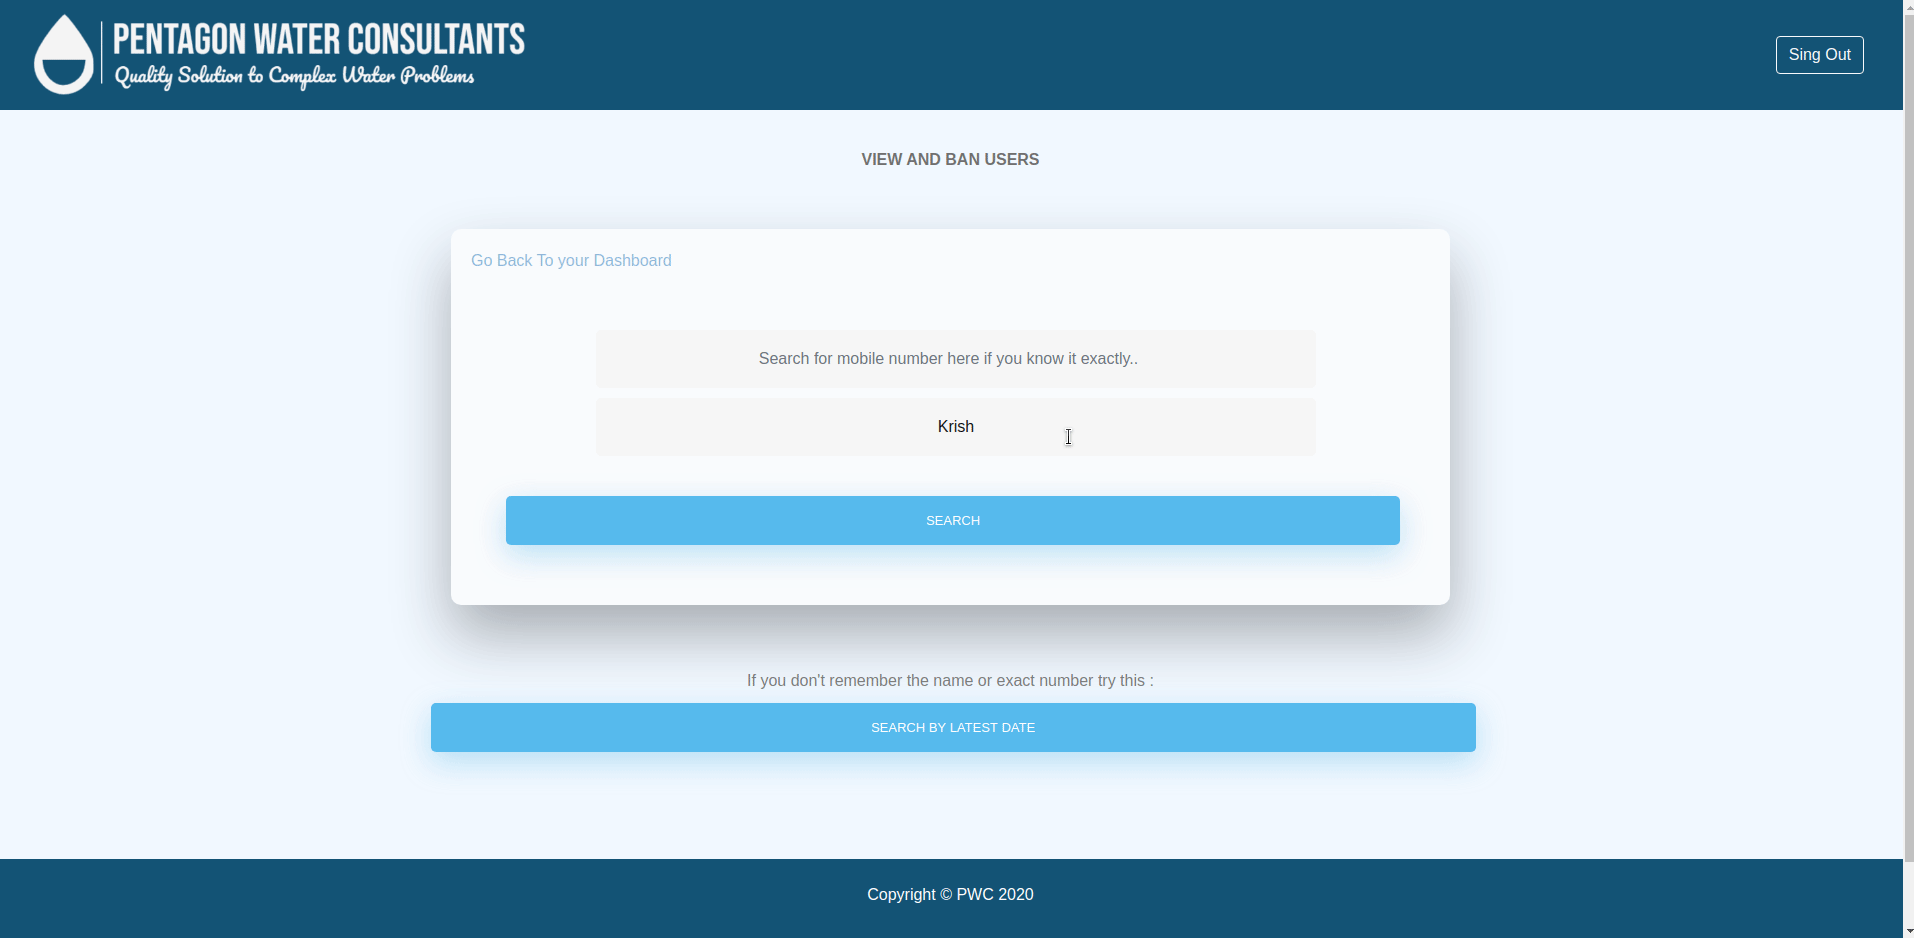 PENTAGON WATER CONSULTANTS
Quality Solution to Complex Water Problems
Sing Out
VIEW AND BAN USERS
Go Back To your Dashboard
Search for mobile number here if you know it exactly..
Krish
SEARCH
If you don't remember the name or exact number try this :
SEARCH BY LATEST DATE
Copyright © PWC 2020